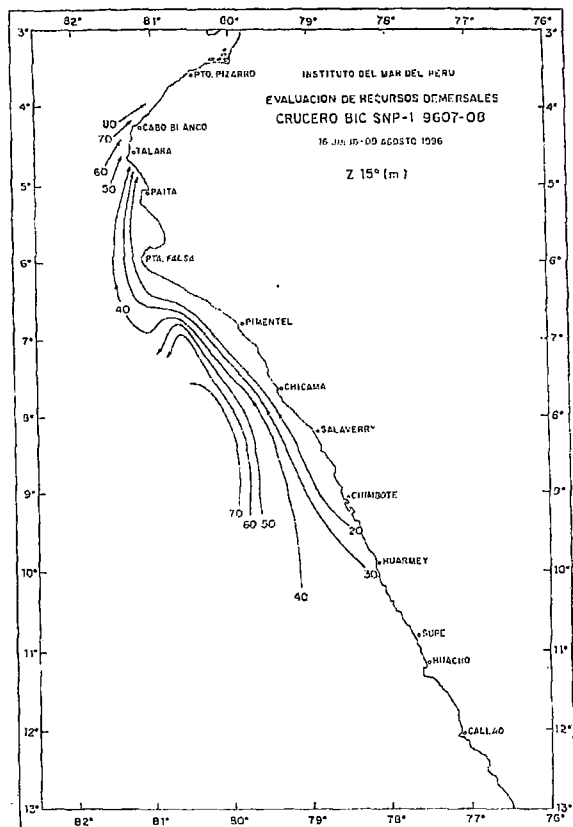 82° 81° 80° 79° 78° 77° 76°
3° 3°
PTO. PIZARRO
INSTITUTO DEL MAR DEL PERU
EVALUACION DE RECURSOS DEMERSALES
CRUCERO BIC SNP-1 9607-08
4° 80 4°
70 CABO BLANCO
16 JULIO-09 AGOSTO 1996
TALARA
60
50
Z 15° (m)
5° PAITA 5°
PTA. FALSA
6° 6°
40
PIMENTEL
7° 7°
CHICAMA
8° SALAVERRY 8°
9° CHIMBOTE 9°
70 60 50 20
HUARMEY
10° 30 10°
40
SUPE
11° HUACHO 11°
12° CALLAO 12°
13° 13°
82° 81° 80° 79° 78° 77° 76°